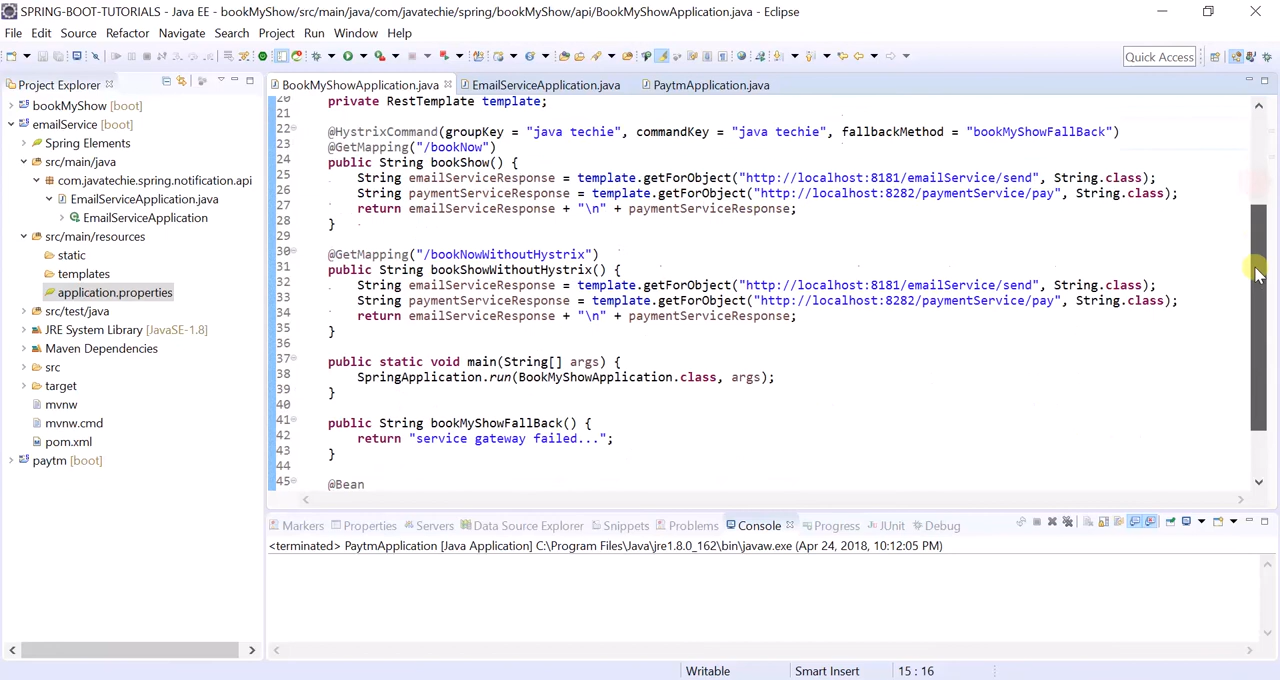 SPRING-BOOT-TUTORIALS - Java EE - bookMyShow/src/main/java/com/javatechie/spring/bookMyShow/api/BookMyShowApplication.java - Eclipse
File Edit Source Refactor Navigate Search Project Run Window Help
Quick Access
Project Explorer
bookMyShow [boot]
emailService [boot]
Spring Elements
src/main/java
com.javatechie.spring.notification.api
EmailServiceApplication.java
EmailServiceApplication
src/main/resources
static
templates
application.properties
src/test/java
JRE System Library [JavaSE-1.8]
Maven Dependencies
src
target
mvnw
mvnw.cmd
pom.xml
paytm [boot]
BookMyShowApplication.java EmailServiceApplication.java PaytmApplication.java
20 private RestTemplate template;
21
22 @HystrixCommand(groupKey = "java techie", commandKey = "java techie", fallbackMethod = "bookMyShowFallBack")
23 @GetMapping("/bookNow")
24 public String bookShow() {
25 String emailServiceResponse = template.getForObject("http://localhost:8181/emailService/send", String.class);
26 String paymentServiceResponse = template.getForObject("http://localhost:8282/paymentService/pay", String.class);
27 return emailServiceResponse + "\n" + paymentServiceResponse;
28 }
29
30 @GetMapping("/bookNowWithoutHystrix")
31 public String bookShowWithoutHystrix() {
32 String emailServiceResponse = template.getForObject("http://localhost:8181/emailService/send", String.class);
33 String paymentServiceResponse = template.getForObject("http://localhost:8282/paymentService/pay", String.class);
34 return emailServiceResponse + "\n" + paymentServiceResponse;
35 }
36
37 public static void main(String[] args) {
38 SpringApplication.run(BookMyShowApplication.class, args);
39 }
40
41 public String bookMyShowFallBack() {
42 return "service gateway failed...";
43 }
44
45 @Bean
Markers Properties Servers Data Source Explorer Snippets Problems Console Progress JUnit Debug
<terminated> PaytmApplication [Java Application] C:\Program Files\Java\jre1.8.0_162\bin\javaw.exe (Apr 24, 2018, 10:12:05 PM)
Writable Smart Insert 15 : 16